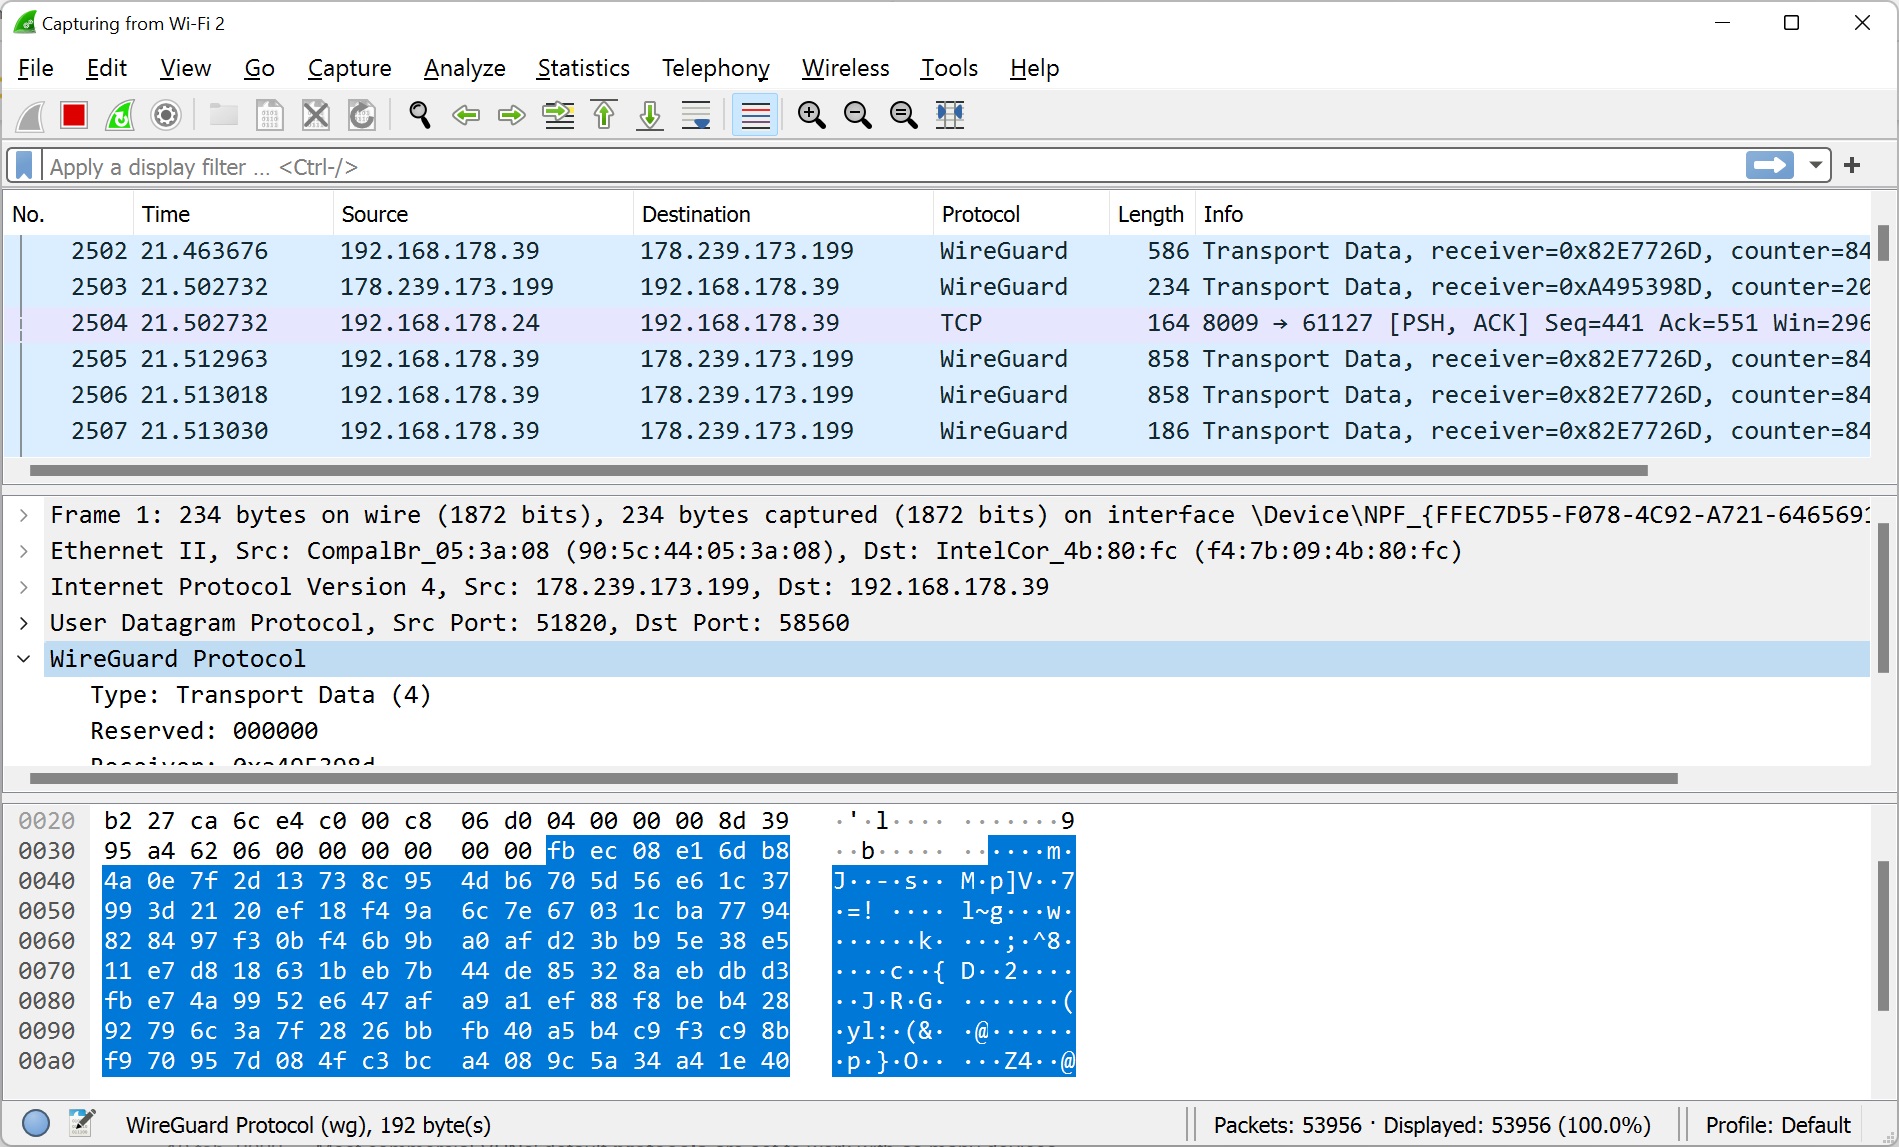 Capturing from Wi-Fi 2
File Edit View Go Capture Analyze Statistics Telephony Wireless Tools Help
Apply a display filter ... <Ctrl-/>
No. Time Source Destination Protocol Length Info
2502 21.463676 192.168.178.39 178.239.173.199 WireGuard 586 Transport Data, receiver=0x82E7726D, counter=84
2503 21.502732 178.239.173.199 192.168.178.39 WireGuard 234 Transport Data, receiver=0xA495398D, counter=20
2504 21.502732 192.168.178.24 192.168.178.39 TCP 164 8009 → 61127 [PSH, ACK] Seq=441 Ack=551 Win=296
2505 21.512963 192.168.178.39 178.239.173.199 WireGuard 858 Transport Data, receiver=0x82E7726D, counter=84
2506 21.513018 192.168.178.39 178.239.173.199 WireGuard 858 Transport Data, receiver=0x82E7726D, counter=84
2507 21.513030 192.168.178.39 178.239.173.199 WireGuard 186 Transport Data, receiver=0x82E7726D, counter=84
Frame 1: 234 bytes on wire (1872 bits), 234 bytes captured (1872 bits) on interface \Device\NPF_{FFEC7D55-F078-4C92-A721-6465691
Ethernet II, Src: CompalBr_05:3a:08 (90:5c:44:05:3a:08), Dst: IntelCor_4b:80:fc (f4:7b:09:4b:80:fc)
Internet Protocol Version 4, Src: 178.239.173.199, Dst: 192.168.178.39
User Datagram Protocol, Src Port: 51820, Dst Port: 58560
WireGuard Protocol
Type: Transport Data (4)
Reserved: 000000
Receiver: 0xa495398d
0020 b2 27 ca 6c e4 c0 00 c8 06 d0 04 00 00 00 8d 39 ·'·l···· ·······9
0030 95 a4 62 06 00 00 00 00 00 00 fb ec 08 e1 6d b8 ··b····· ······m·
0040 4a 0e 7f 2d 13 73 8c 95 4d b6 70 5d 56 e6 1c 37 J··-·s·· M·p]V··7
0050 99 3d 21 20 ef 18 f4 9a 6c 7e 67 03 1c ba 77 94 ·=! ···· l~g···w·
0060 82 84 97 f3 0b f4 6b 9b a0 af d2 3b b9 5e 38 e5 ······k· ···;·^8·
0070 11 e7 d8 18 63 1b eb 7b 44 de 85 32 8a eb db d3 ····c··{ D··2····
0080 fb e7 4a 99 52 e6 47 af a9 a1 ef 88 f8 be b4 28 ··J·R·G· ·······(
0090 92 79 6c 3a 7f 28 26 bb fb 40 a5 b4 c9 f3 c9 8b ·yl:·(&· ·@······
00a0 f9 70 95 7d 08 4f c3 bc a4 08 9c 5a 34 a4 1e 40 ·p·}·O·· ···Z4··@
WireGuard Protocol (wg), 192 byte(s) Packets: 53956 · Displayed: 53956 (100.0%) Profile: Default